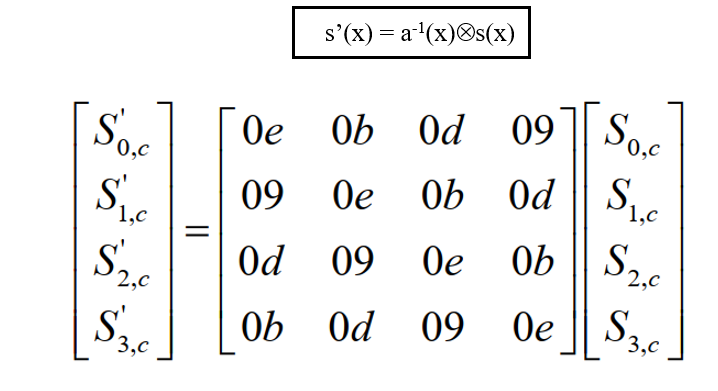 s’(x) = a⁻¹(x)⊗s(x)
S'0,c 0e 0b 0d 09 S0,c
S'1,c 09 0e 0b 0d S1,c
= 
S'2,c 0d 09 0e 0b S2,c
S'3,c 0b 0d 09 0e S3,c